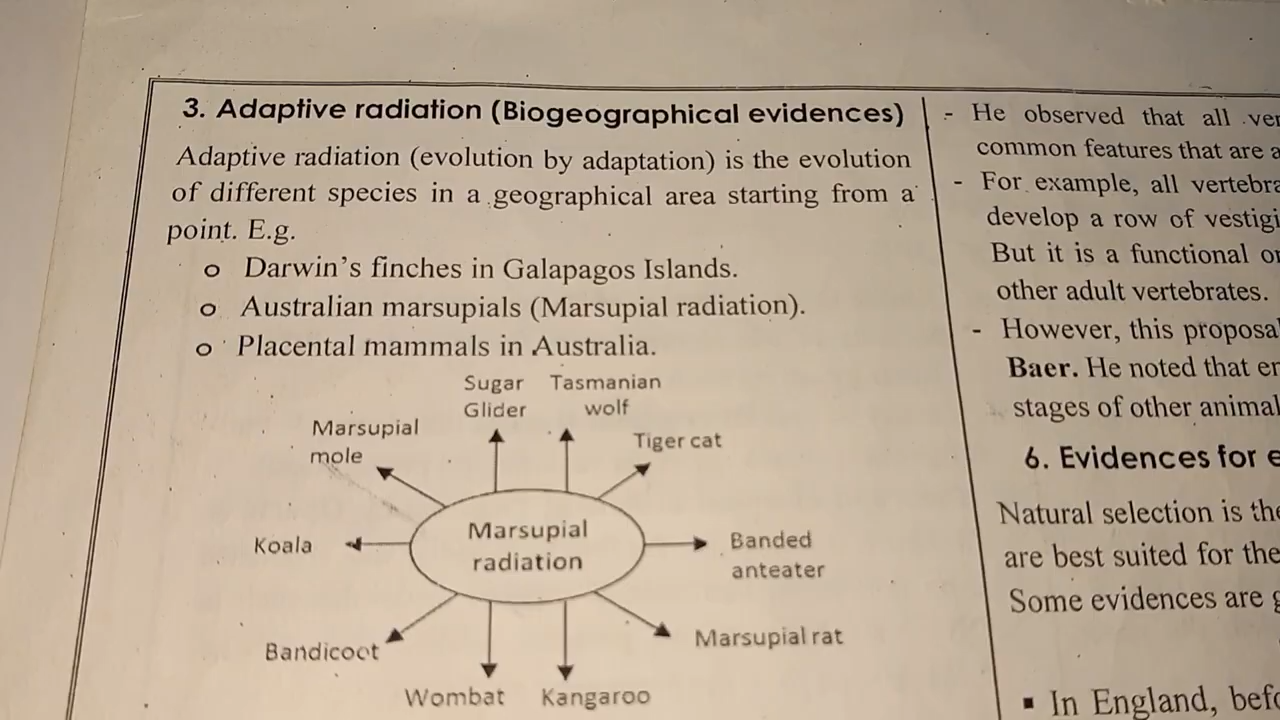 3. Adaptive radiation (Biogeographical evidences)
Adaptive radiation (evolution by adaptation) is the evolution
of different species in a geographical area starting from a
point. E.g.
o Darwin's finches in Galapagos Islands.
o Australian marsupials (Marsupial radiation).
o Placental mammals in Australia.
Sugar
Glider
Tasmanian
wolf
Marsupial
mole
Tiger cat
Koala
Marsupial
radiation
Banded
anteater
Bandicoot
Marsupial rat
Wombat
Kangaroo
- He observed that all
common features that are
- For example, all
develop a row of
But it is a functional
other adult vertebrates.
- However, this
Baer. He noted that
stages of other
6. Evidences for
Natural selection is
are best suited for the
Some evidences are
▪ In England,